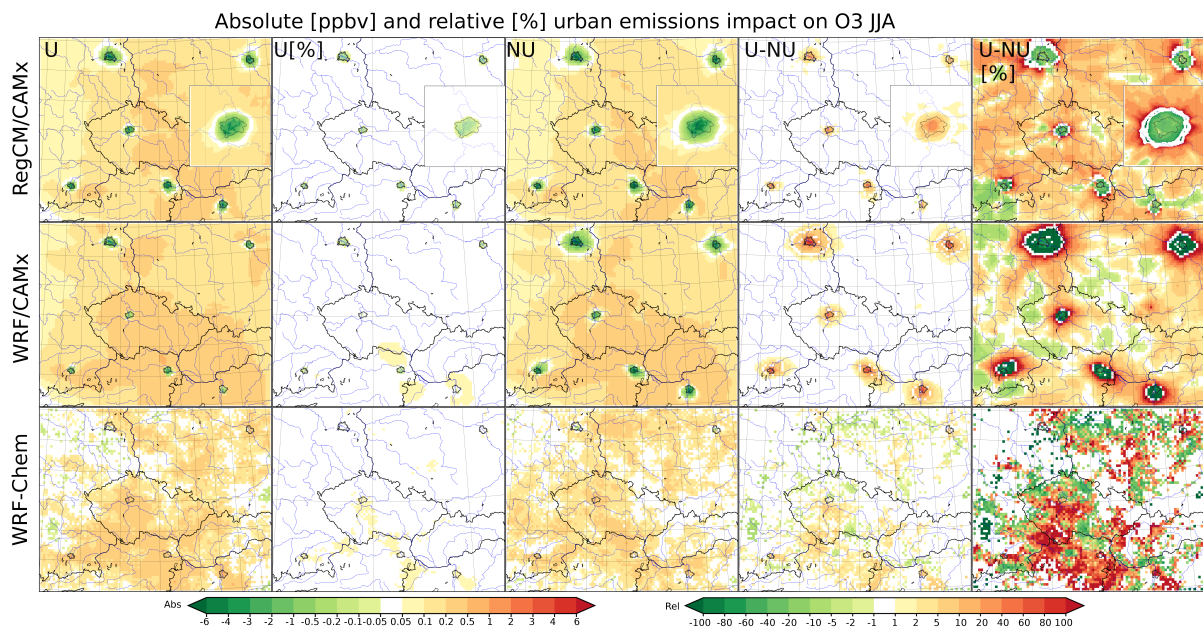 Absolute [ppbv] and relative [%] urban emissions impact on O3 JJA
U U[%] NU U-NU U-NU
[%]
RegCM/CAMx
WRF/CAMx
WRF-Chem
Abs
-6 -4 -3 -2 -1 -0.5 -0.2 -0.1 -0.05 0.05 0.1 0.2 0.5 1 2 3 4 6
Rel
-100 -80 -60 -40 -20 -10 -5 -2 -1 1 2 5 10 20 40 60 80 100